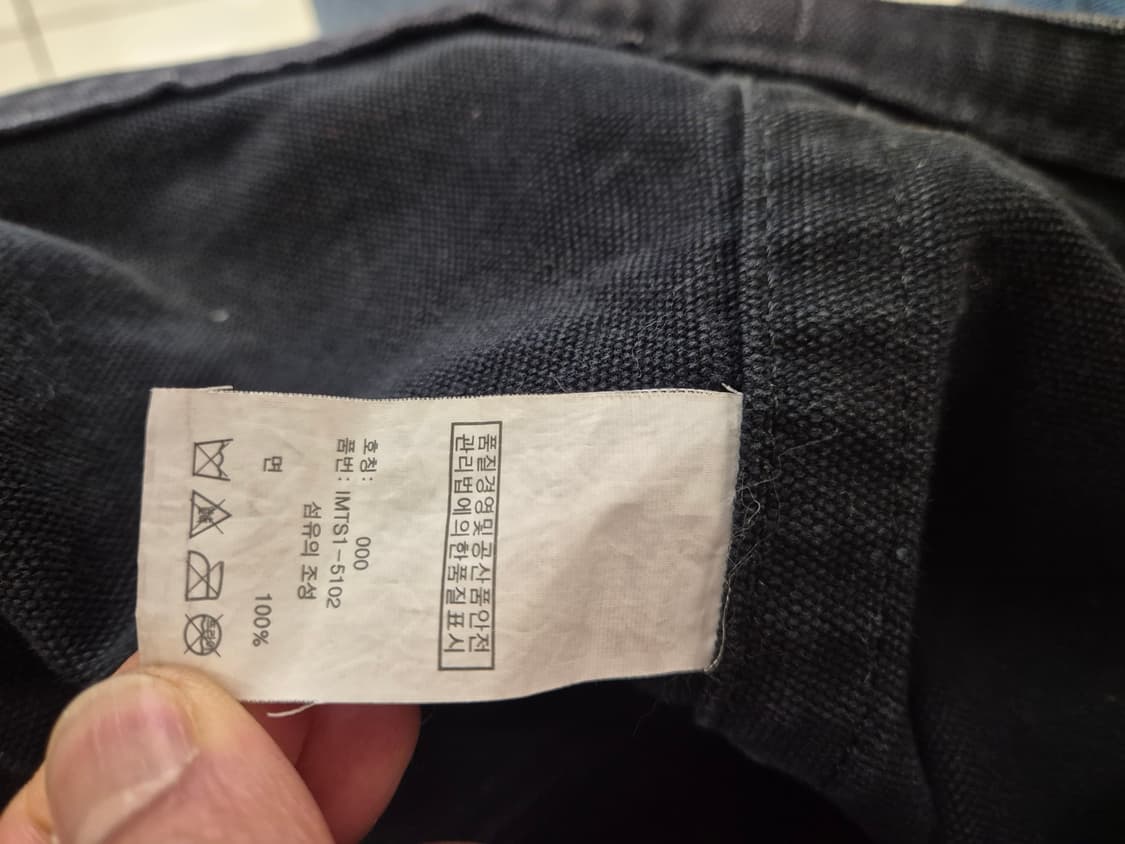 품질경영및공산품안전
관리법에의한품질표시
호칭: 000
품번: IMTS1-5102
섬유의 조성
면 100%